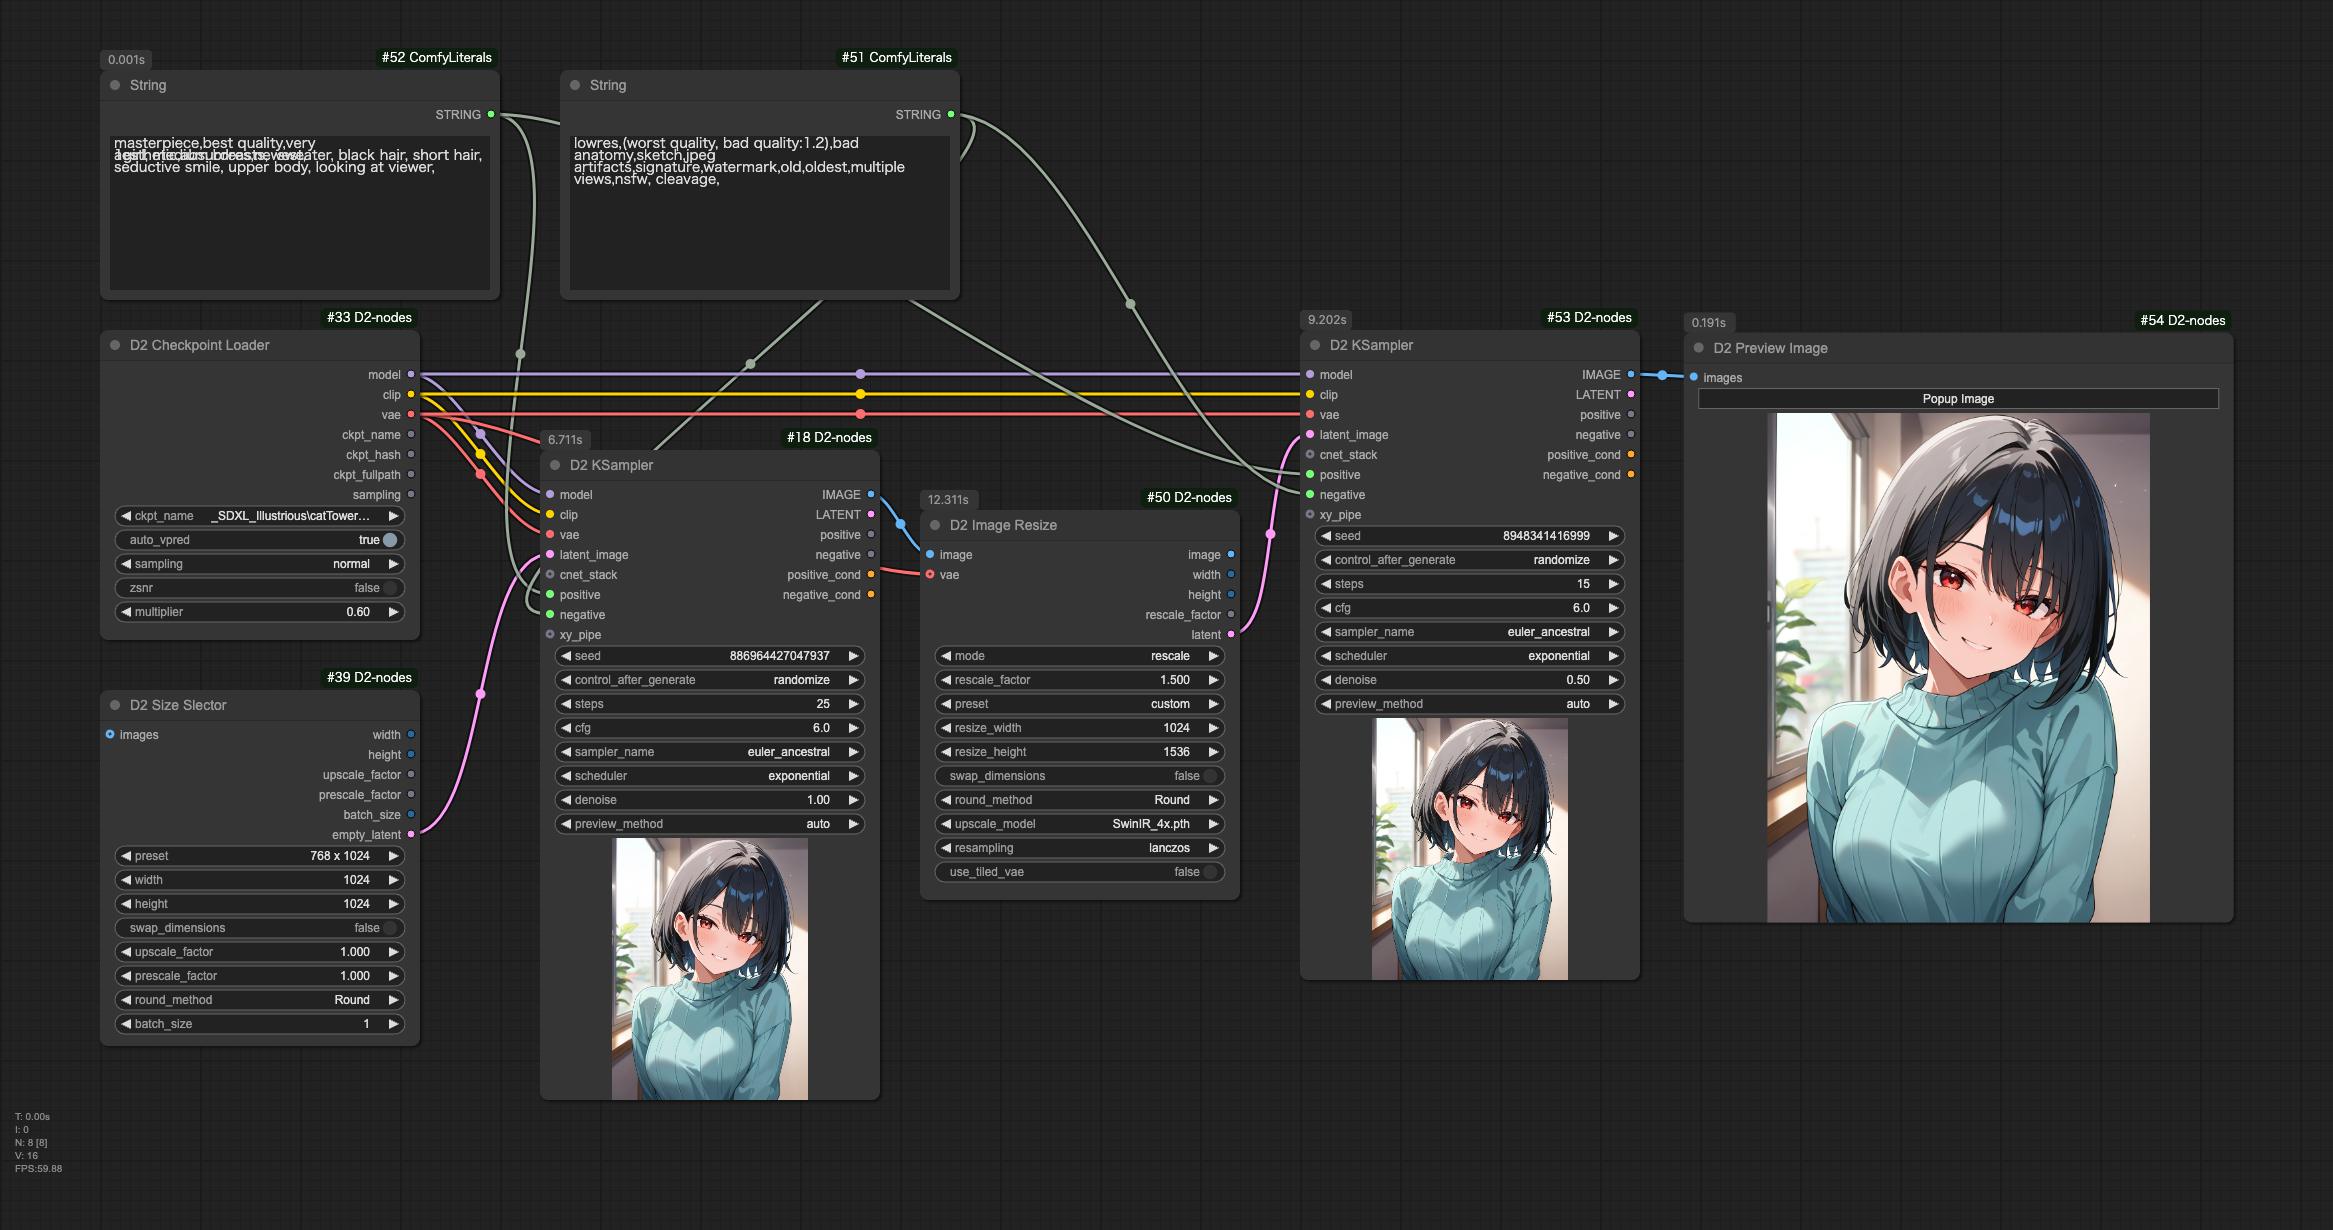 0.001s
#52 ComfyLiterals
String
STRING
masterpiece,best quality,very
sweater, black hair, short hair,
seductive smile, upper body, looking at viewer,
#51 ComfyLiterals
String
STRING
lowres,(worst quality, bad quality:1.2),bad
anatomy,sketch,jpeg
artifacts,signature,watermark,old,oldest,multiple
views,nsfw, cleavage,
#33 D2-nodes
D2 Checkpoint Loader
model
clip
vae
ckpt_name
ckpt_hash
ckpt_fullpath
sampling
ckpt_name _SDXL_Illustrious\catTower...
auto_vpred true
sampling normal
zsnr false
multiplier 0.60
#39 D2-nodes
D2 Size Slector
images width
height
upscale_factor
prescale_factor
batch_size
empty_latent
preset 768 x 1024
width 1024
height 1024
swap_dimensions false
upscale_factor 1.000
prescale_factor 1.000
round_method Round
batch_size 1
6.711s
#18 D2-nodes
D2 KSampler
model IMAGE
clip LATENT
vae positive
latent_image negative
cnet_stack positive_cond
positive negative_cond
negative
xy_pipe
seed 886964427047937
control_after_generate randomize
steps 25
cfg 6.0
sampler_name euler_ancestral
scheduler exponential
denoise 1.00
preview_method auto
12.311s
#50 D2-nodes
D2 Image Resize
image image
vae width
height
rescale_factor
latent
mode rescale
rescale_factor 1.500
preset custom
resize_width 1024
resize_height 1536
swap_dimensions false
round_method Round
upscale_model SwinIR_4x.pth
resampling lanczos
use_tiled_vae false
9.202s
#53 D2-nodes
D2 KSampler
model IMAGE
clip LATENT
vae positive
latent_image negative
cnet_stack positive_cond
positive negative_cond
negative
xy_pipe
seed 8948341416999
control_after_generate randomize
steps 15
cfg 6.0
sampler_name euler_ancestral
scheduler exponential
denoise 0.50
preview_method auto
0.191s
#54 D2-nodes
D2 Preview Image
images
Popup Image
T: 0.00s
I: 0
N: 8 [8]
V: 16
FPS:59.88